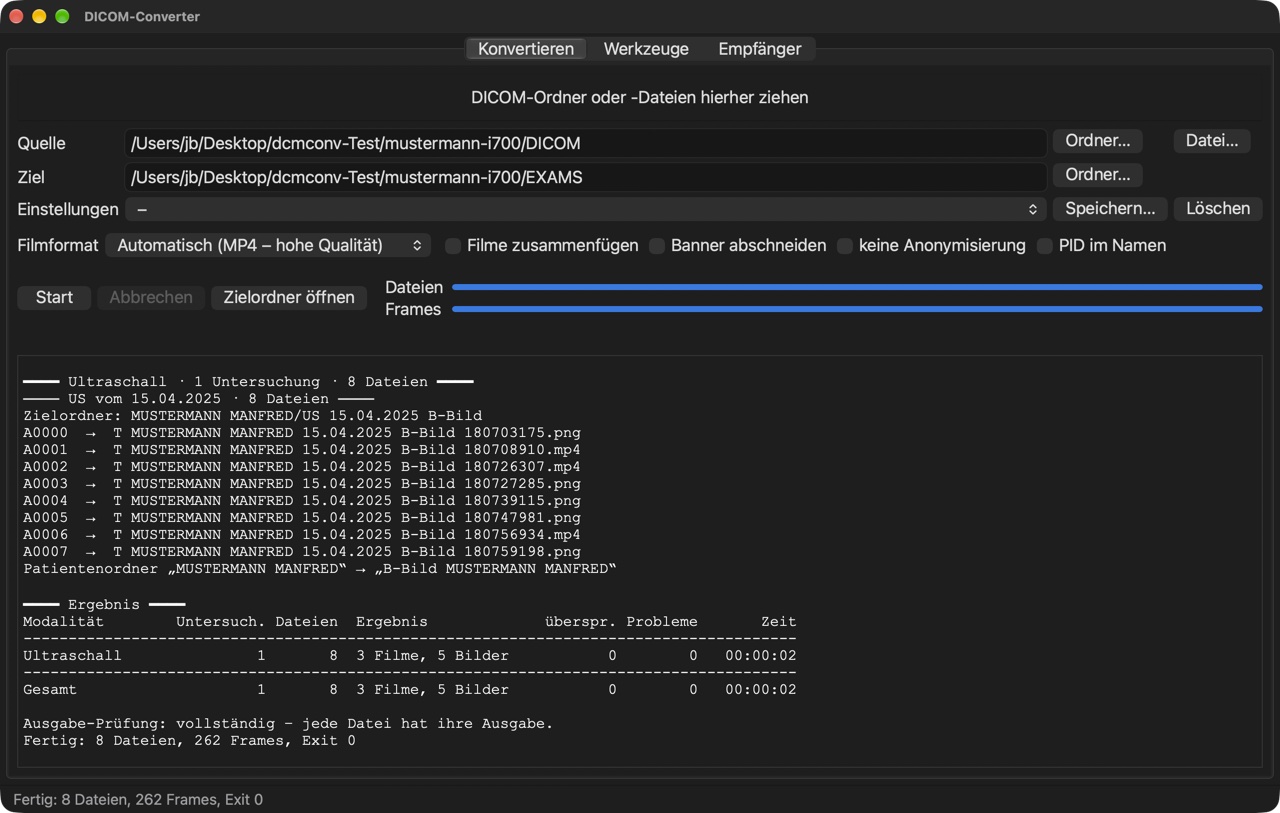 DICOM-Converter
Konvertieren Werkzeuge Empfänger
DICOM-Ordner oder -Dateien hierher ziehen
Quelle /Users/jb/Desktop/dcmconv-Test/mustermann-i700/DICOM Ordner... Datei...
Ziel /Users/jb/Desktop/dcmconv-Test/mustermann-i700/EXAMS Ordner...
Einstellungen – Speichern... Löschen
Filmformat Automatisch (MP4 – hohe Qualität) Filme zusammenfügen Banner abschneiden keine Anonymisierung PID im Namen
Start Abbrechen Zielordner öffnen Dateien
Frames
━━━━ Ultraschall · 1 Untersuchung · 8 Dateien ━━━━
──── US vom 15.04.2025 · 8 Dateien ────
Zielordner: MUSTERMANN MANFRED/US 15.04.2025 B-Bild
A0000 → T MUSTERMANN MANFRED 15.04.2025 B-Bild 180703175.png
A0001 → T MUSTERMANN MANFRED 15.04.2025 B-Bild 180708910.mp4
A0002 → T MUSTERMANN MANFRED 15.04.2025 B-Bild 180726307.mp4
A0003 → T MUSTERMANN MANFRED 15.04.2025 B-Bild 180727285.png
A0004 → T MUSTERMANN MANFRED 15.04.2025 B-Bild 180739115.png
A0005 → T MUSTERMANN MANFRED 15.04.2025 B-Bild 180747981.png
A0006 → T MUSTERMANN MANFRED 15.04.2025 B-Bild 180756934.mp4
A0007 → T MUSTERMANN MANFRED 15.04.2025 B-Bild 180759198.png
Patientenordner „MUSTERMANN MANFRED“ → „B-Bild MUSTERMANN MANFRED“
━━━━ Ergebnis ━━━━
Modalität Untersuch. Dateien Ergebnis überspr. Probleme Zeit
--------------------------------------------------------------------------------------
Ultraschall 1 8 3 Filme, 5 Bilder 0 0 00:00:02
--------------------------------------------------------------------------------------
Gesamt 1 8 3 Filme, 5 Bilder 0 0 00:00:02
Ausgabe-Prüfung: vollständig – jede Datei hat ihre Ausgabe.
Fertig: 8 Dateien, 262 Frames, Exit 0
Fertig: 8 Dateien, 262 Frames, Exit 0